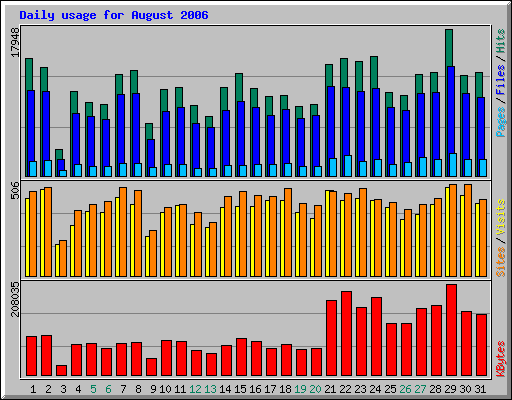 Daily usage for August 2006
17948
Pages / Files / Hits
506
Sites / Visits
208035
KBytes
1 2 3 4 5 6 7 8 9 10 11 12 13 14 15 16 17 18 19 20 21 22 23 24 25 26 27 28 29 30 31